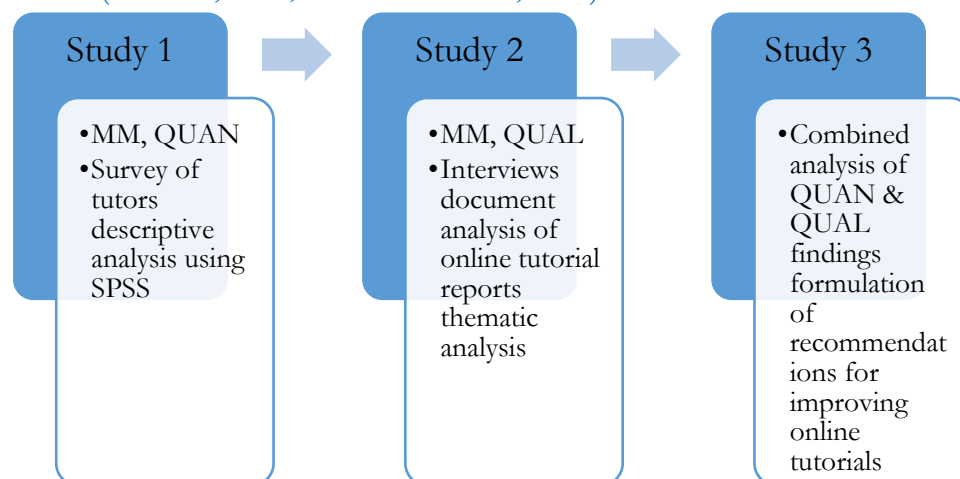 Study 1
•MM, QUAN
•Survey of
tutors
descriptive
analysis using
SPSS
Study 2
•MM, QUAL
•Interviews
document
analysis of
online tutorial
reports
thematic
analysis
Study 3
•Combined
analysis of
QUAN &
QUAL
findings
formulation
of
recommendat
ions for
improving
online
tutorials